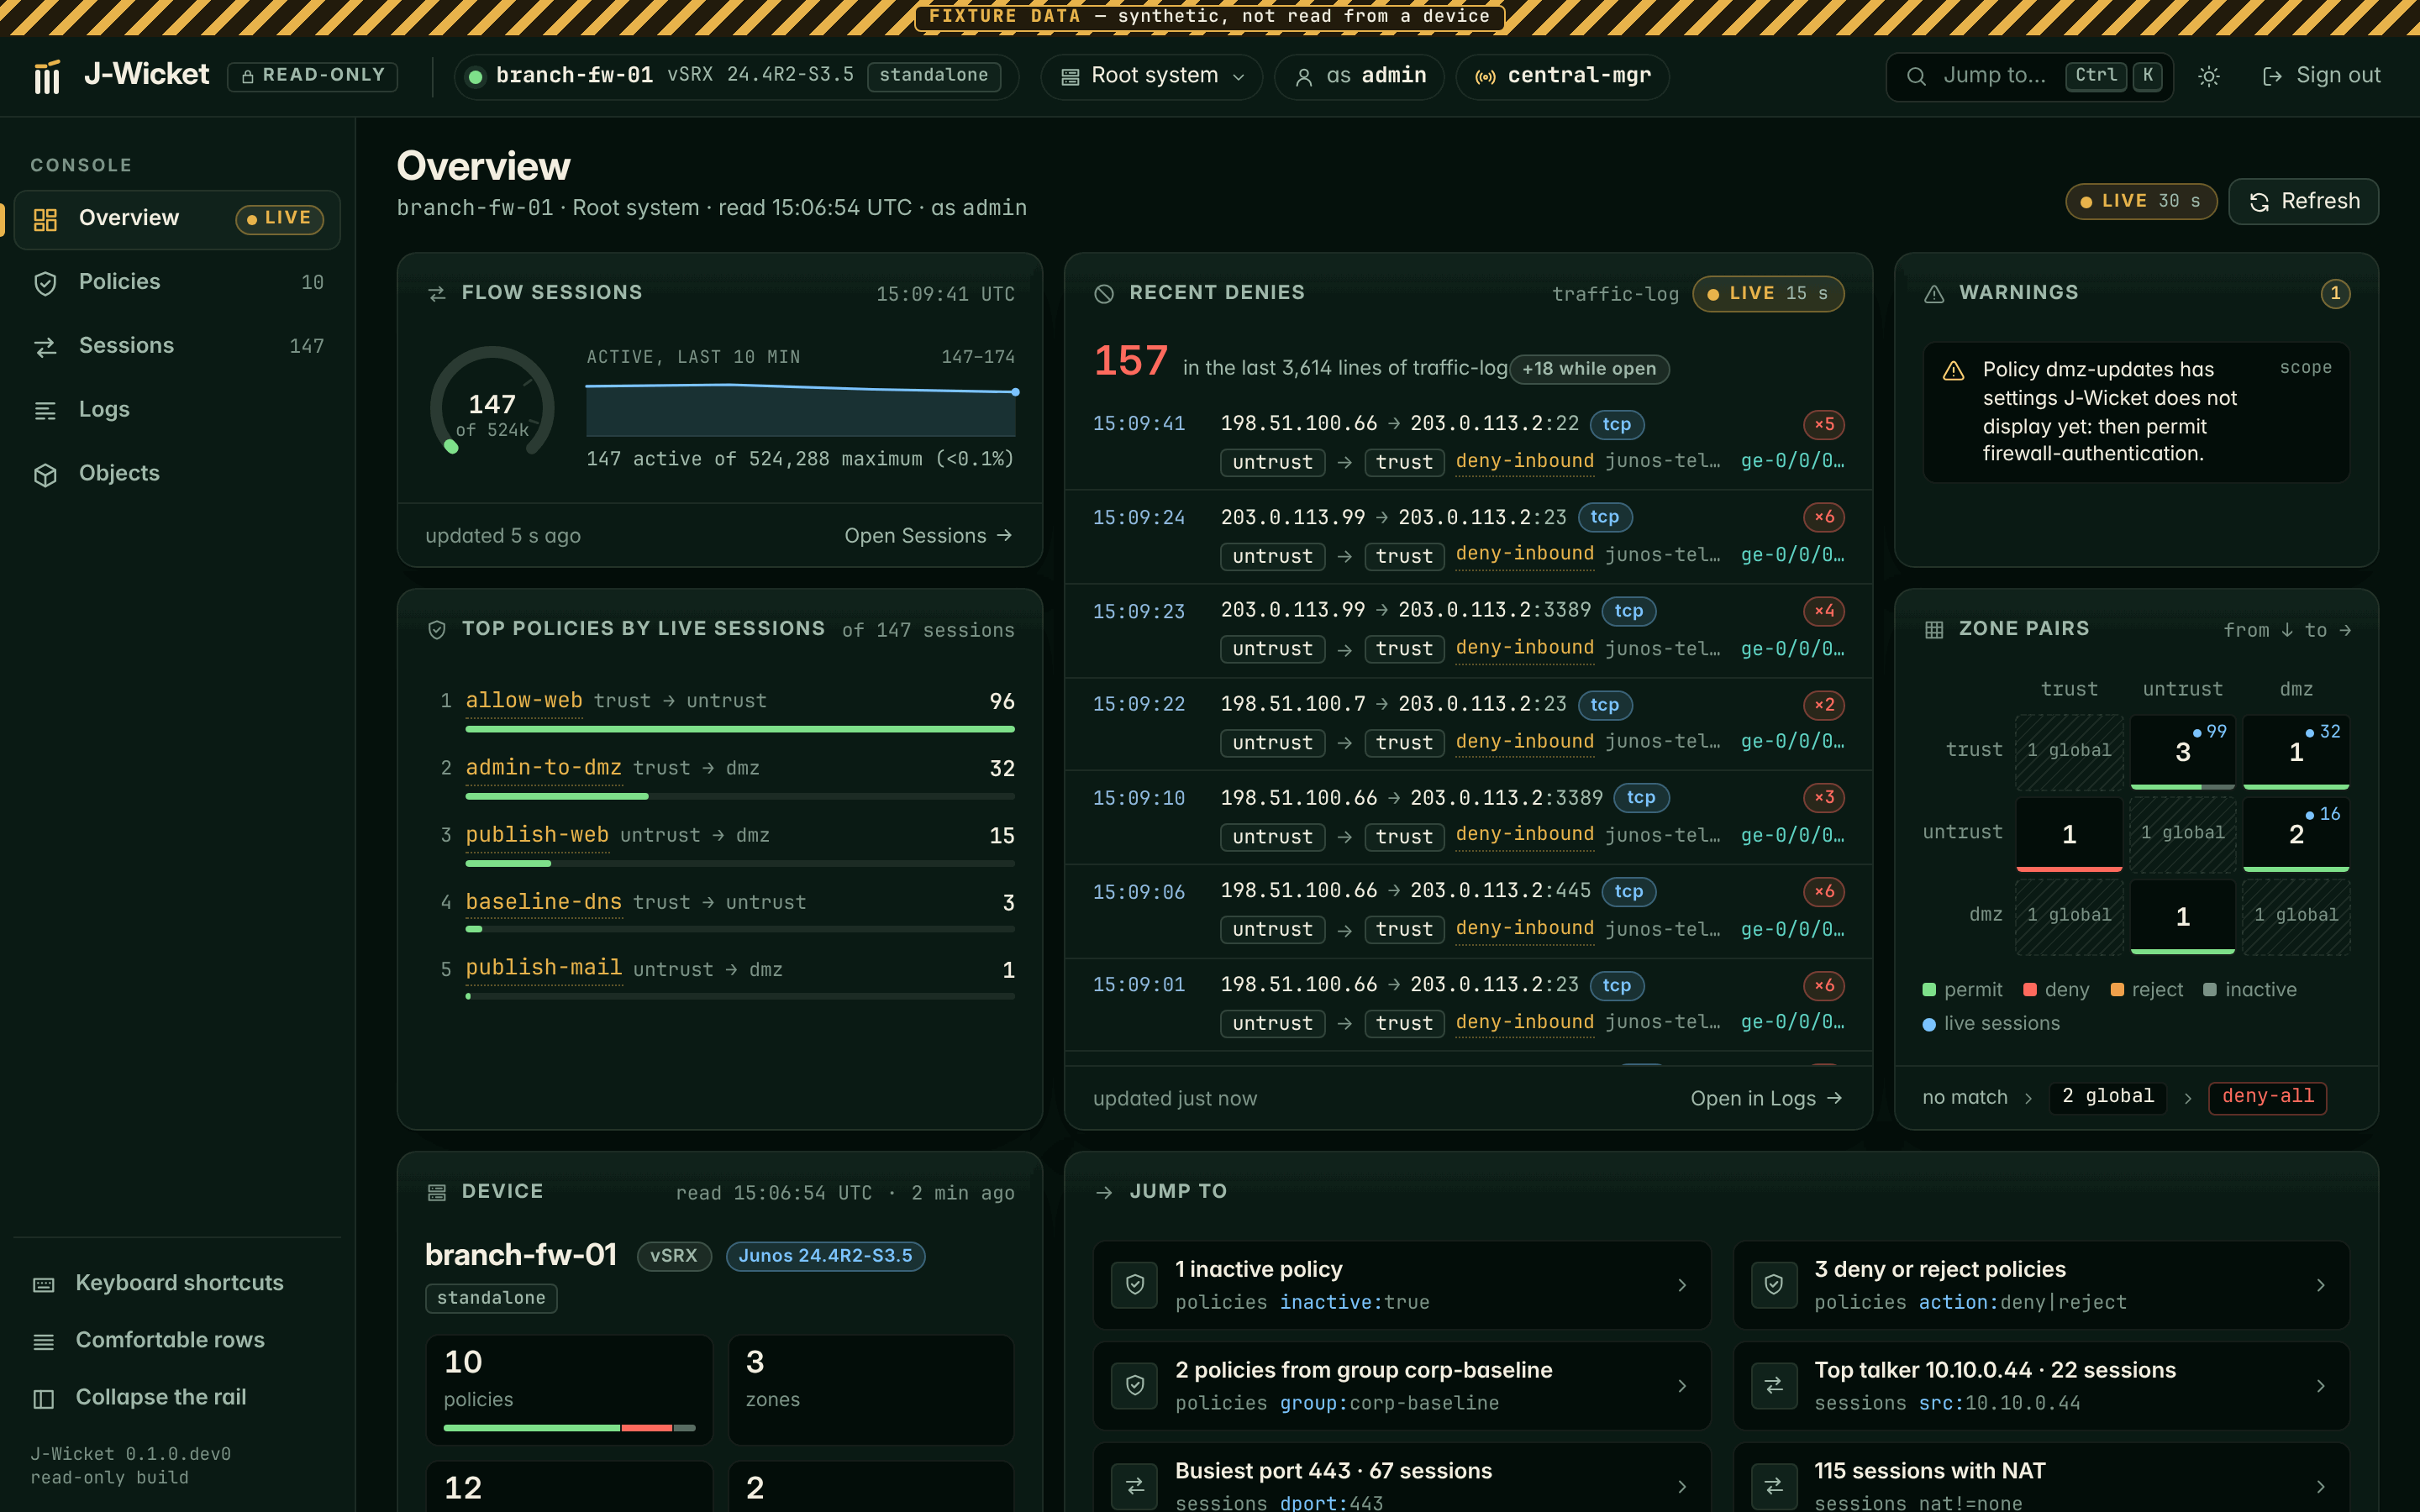 FIXTURE DATA — synthetic, not read from a device
J-Wicket READ-ONLY branch-fw-01 vSRX 24.4R2-S3.5 standalone Root system as admin central-mgr Jump to... Ctrl K Sign out
CONSOLE
Overview LIVE
Policies 10
Sessions 147
Logs
Objects
Keyboard shortcuts
Comfortable rows
Collapse the rail
J-Wicket 0.1.0.dev0
read-only build
Overview
branch-fw-01 · Root system · read 15:06:54 UTC · as admin
LIVE 30 s Refresh
FLOW SESSIONS 15:09:41 UTC
147
of 524k
ACTIVE, LAST 10 MIN 147–174
147 active of 524,288 maximum (<0.1%)
updated 5 s ago Open Sessions →
TOP POLICIES BY LIVE SESSIONS of 147 sessions
1 allow-web trust → untrust 96
2 admin-to-dmz trust → dmz 32
3 publish-web untrust → dmz 15
4 baseline-dns trust → untrust 3
5 publish-mail untrust → dmz 1
RECENT DENIES traffic-log LIVE 15 s
157 in the last 3,614 lines of traffic-log +18 while open
15:09:41 198.51.100.66 → 203.0.113.2:22 tcp ×5
untrust → trust deny-inbound junos-tel… ge-0/0/0…
15:09:24 203.0.113.99 → 203.0.113.2:23 tcp ×6
untrust → trust deny-inbound junos-tel… ge-0/0/0…
15:09:23 203.0.113.99 → 203.0.113.2:3389 tcp ×4
untrust → trust deny-inbound junos-tel… ge-0/0/0…
15:09:22 198.51.100.7 → 203.0.113.2:23 tcp ×2
untrust → trust deny-inbound junos-tel… ge-0/0/0…
15:09:10 198.51.100.66 → 203.0.113.2:3389 tcp ×3
untrust → trust deny-inbound junos-tel… ge-0/0/0…
15:09:06 198.51.100.66 → 203.0.113.2:445 tcp ×6
untrust → trust deny-inbound junos-tel… ge-0/0/0…
15:09:01 198.51.100.66 → 203.0.113.2:23 tcp ×6
untrust → trust deny-inbound junos-tel… ge-0/0/0…
updated just now Open in Logs →
WARNINGS 1
Policy dmz-updates has scope
settings J-Wicket does not
display yet: then permit
firewall-authentication.
ZONE PAIRS from ↓ to →
trust untrust dmz
trust 1 global 3 99 1 32
untrust 1 1 global 2 16
dmz 1 global 1 1 global
permit deny reject inactive
live sessions
no match › 2 global › deny-all
DEVICE read 15:06:54 UTC · 2 min ago
branch-fw-01 vSRX Junos 24.4R2-S3.5
standalone
10 3
policies zones
12 2
JUMP TO
1 inactive policy
policies inactive:true
3 deny or reject policies
policies action:deny|reject
2 policies from group corp-baseline
policies group:corp-baseline
Top talker 10.10.0.44 · 22 sessions
sessions src:10.10.0.44
Busiest port 443 · 67 sessions
sessions dport:443
115 sessions with NAT
sessions nat!=none